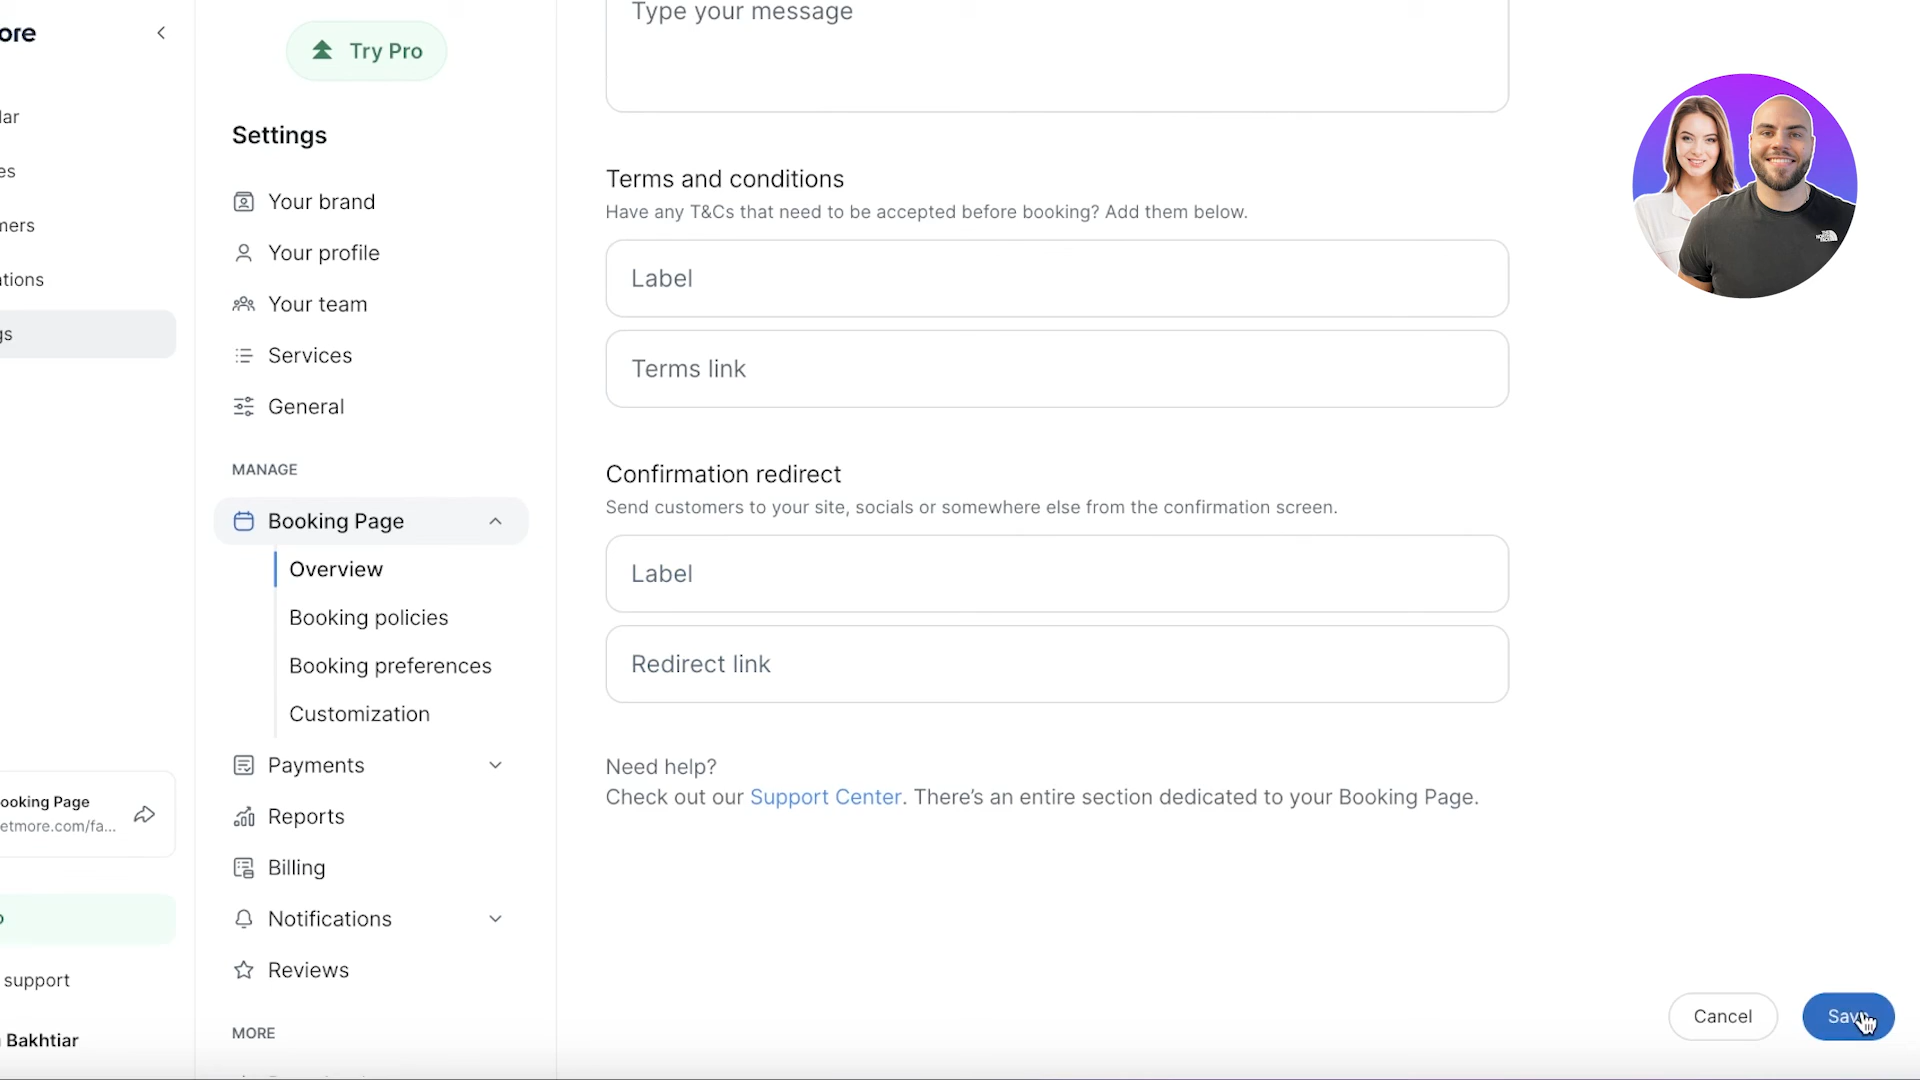 ore
lar
es
mers
ations
gs
ooking Page
etmore.com/fa...
support
Bakhtiar
Try Pro
Settings
Your brand
Your profile
Your team
Services
General
MANAGE
Booking Page
Overview
Booking policies
Booking preferences
Customization
Payments
Reports
Billing
Notifications
Reviews
MORE
Type your message
Terms and conditions
Have any T&Cs that need to be accepted before booking? Add them below.
Label
Terms link
Confirmation redirect
Send customers to your site, socials or somewhere else from the confirmation screen.
Label
Redirect link
Need help?
Check out our Support Center. There's an entire section dedicated to your Booking Page.
Cancel
Save